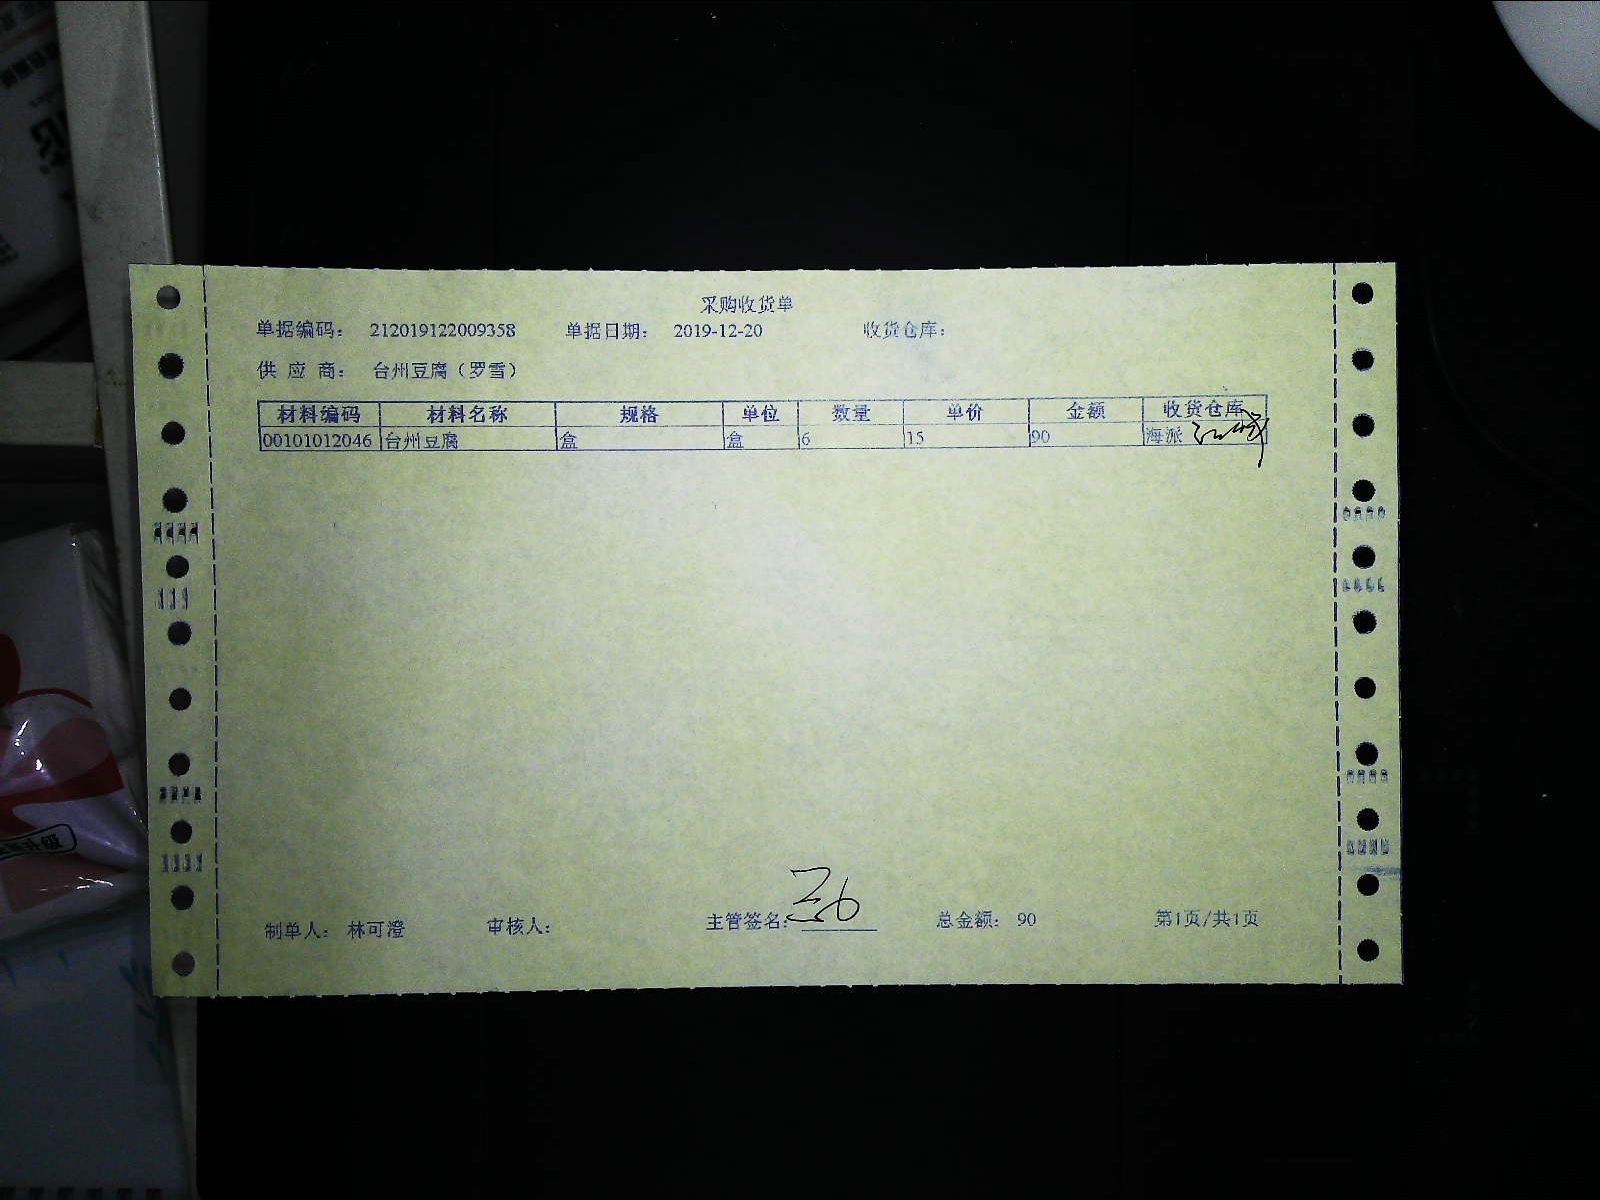 采购收货单
单据编码: 212019122009358 单据日期: 2019-12-20 收货仓库:
供 应 商: 台州豆腐（罗雪）
材料编码 材料名称 规格 单位 数量 单价 金额 收货仓库
00101012046 台州豆腐 盒 盒 6 15 90 海派
制单人: 林可澄 审核人: 主管签名: 总金额: 90 第1页/共1页